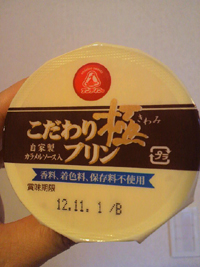 こだわり極
きわみ
自家製
カラメルソース入
プリン
香料、着色料、保存料不使用
賞味期限
12.11. 1 /B